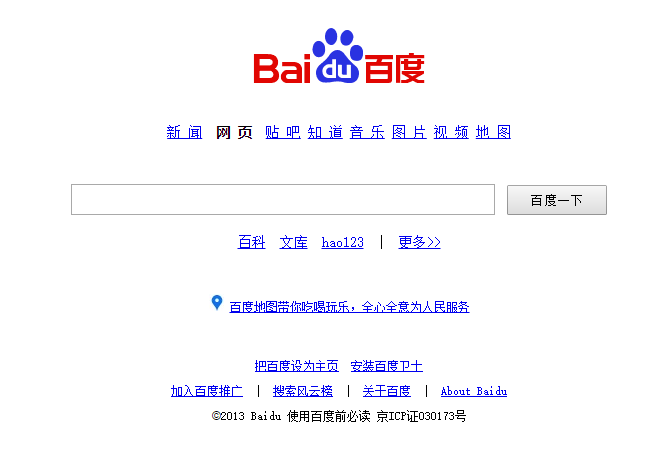 Bai du 百度
新 闻 网 页 贴 吧 知 道 音 乐 图 片 视 频 地 图
百度一下
百科 文库 hao123 | 更多>>
百度地图带你吃喝玩乐，全心全意为人民服务
把百度设为主页 安装百度卫士
加入百度推广 | 搜索风云榜 | 关于百度 | About Baidu
©2013 Baidu 使用百度前必读 京ICP证030173号